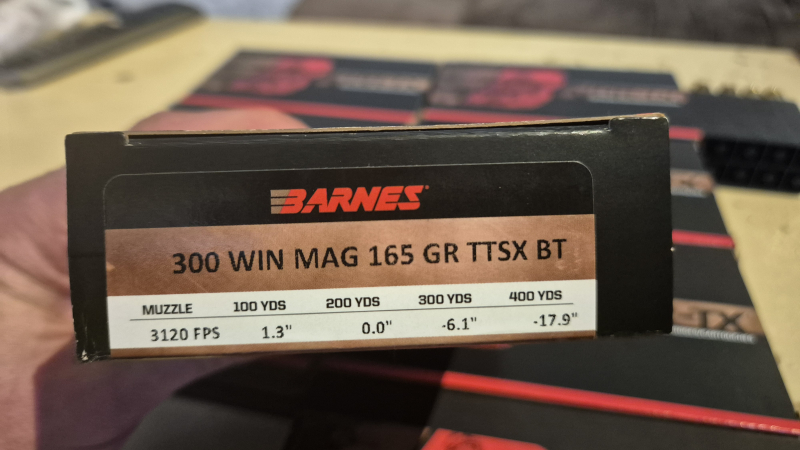 BARNES
300 WIN MAG 165 GR TTSX BT
MUZZLE 100 YDS 200 YDS 300 YDS 400 YDS
3120 FPS 1.3" 0.0" -6.1" -17.9"